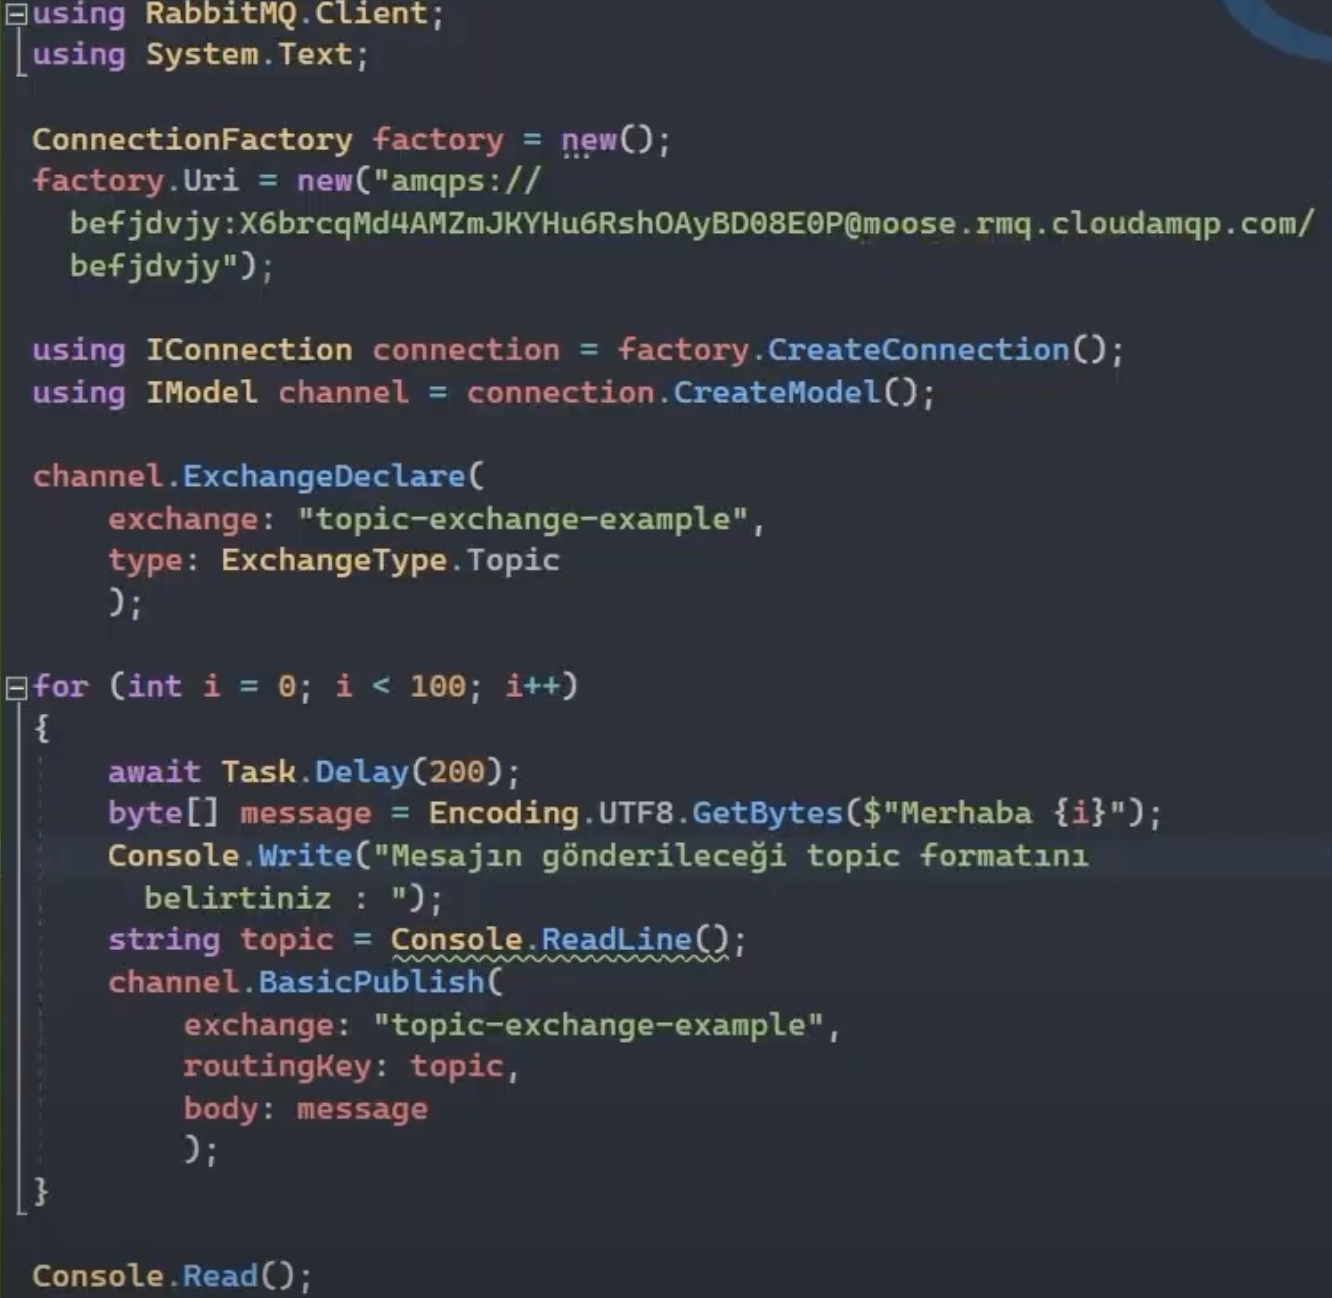 using RabbitMQ.Client;
using System.Text;
ConnectionFactory factory = new();
factory.Uri = new("amqps://
befjdvjy:X6brcqMd4AMZmJKYHu6RshOAyBD08E0P@moose.rmq.cloudamqp.com/
befjdvjy");
using IConnection connection = factory.CreateConnection();
using IModel channel = connection.CreateModel();
channel.ExchangeDeclare(
exchange: "topic-exchange-example",
type: ExchangeType.Topic
);
for (int i = 0; i < 100; i++)
{
await Task.Delay(200);
byte[] message = Encoding.UTF8.GetBytes($"Merhaba {i}");
Console.Write("Mesajın gönderileceği topic formatını
belirtiniz : ");
string topic = Console.ReadLine();
channel.BasicPublish(
exchange: "topic-exchange-example",
routingKey: topic,
body: message
);
}
Console.Read();